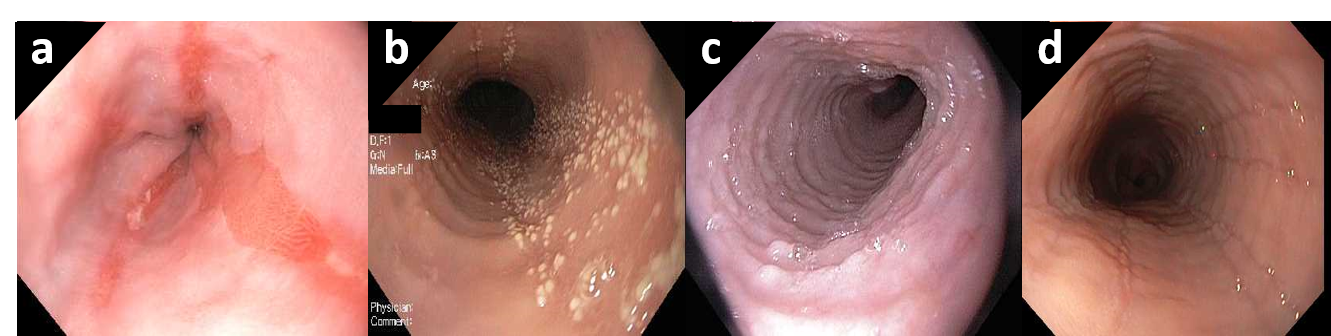 a
b
c
d
Age:
D.F:1
Media:Full
Physician:
Comment: